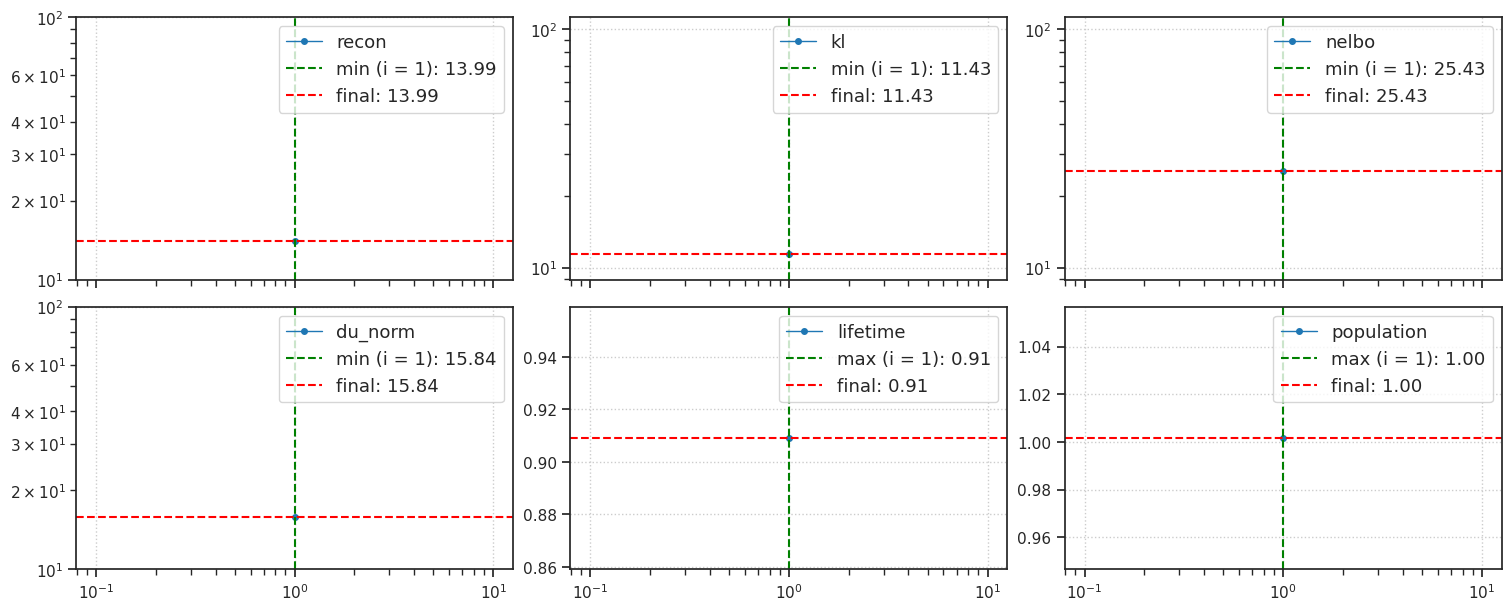 10²
6 × 10¹
4 × 10¹
3 × 10¹
2 × 10¹
10¹
recon
min (i = 1): 13.99
final: 13.99
10²
10¹
kl
min (i = 1): 11.43
final: 11.43
10²
10¹
nelbo
min (i = 1): 25.43
final: 25.43
10²
6 × 10¹
4 × 10¹
3 × 10¹
2 × 10¹
10¹
du_norm
min (i = 1): 15.84
final: 15.84
10⁻¹ 10⁰ 10¹
0.94
0.92
0.90
0.88
0.86
lifetime
max (i = 1): 0.91
final: 0.91
10⁻¹ 10⁰ 10¹
1.04
1.02
1.00
0.98
0.96
population
max (i = 1): 1.00
final: 1.00
10⁻¹ 10⁰ 10¹